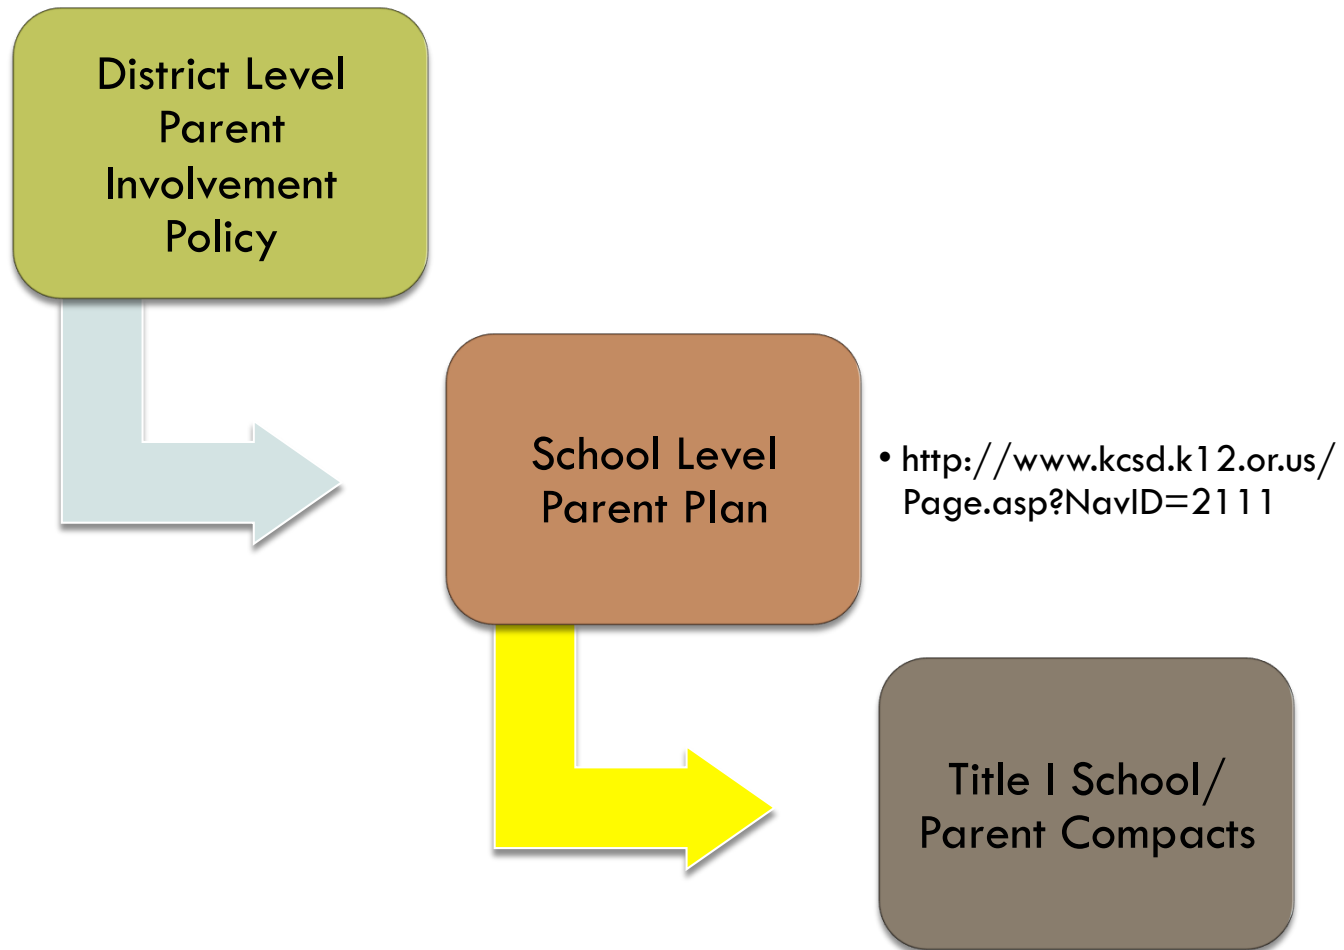 District Level
Parent
Involvement
Policy
School Level
Parent Plan
• http://www.kcsd.k12.or.us/
Page.asp?NavID=2111
Title I School/
Parent Compacts